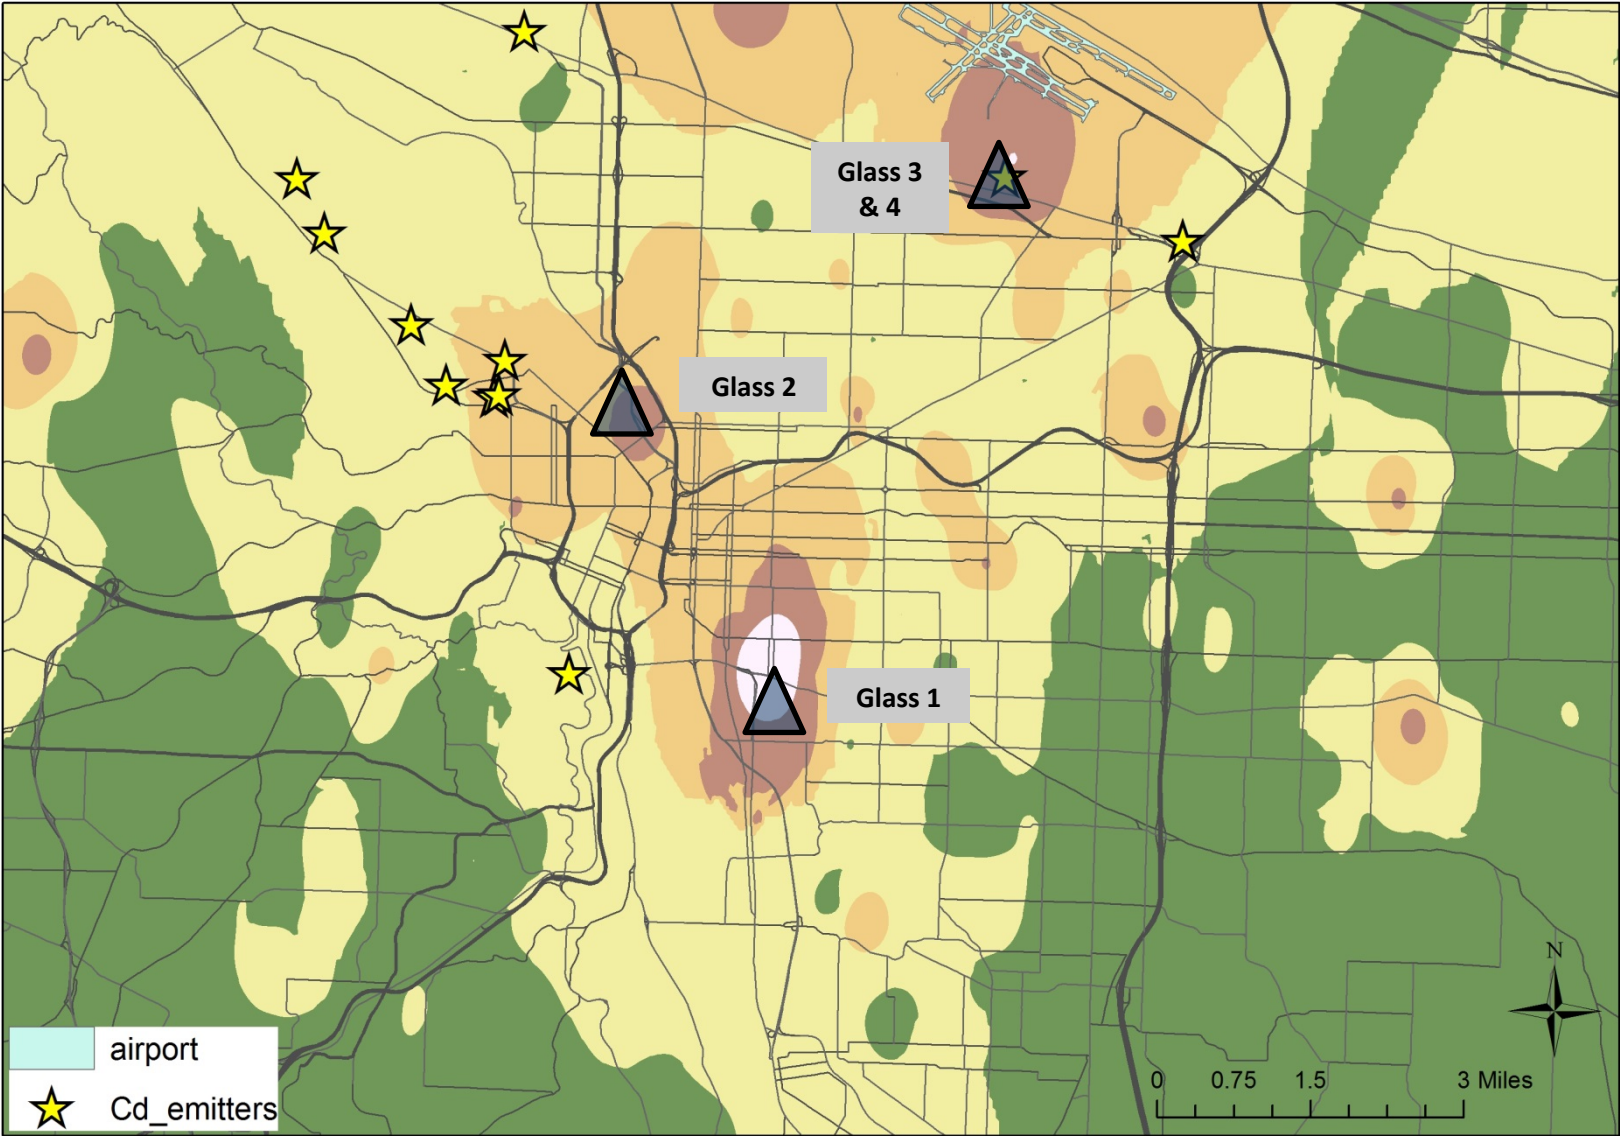 Glass 3
& 4
Glass 2
Glass 1
N
airport
Cd_emitters
0 0.75 1.5 3 Miles